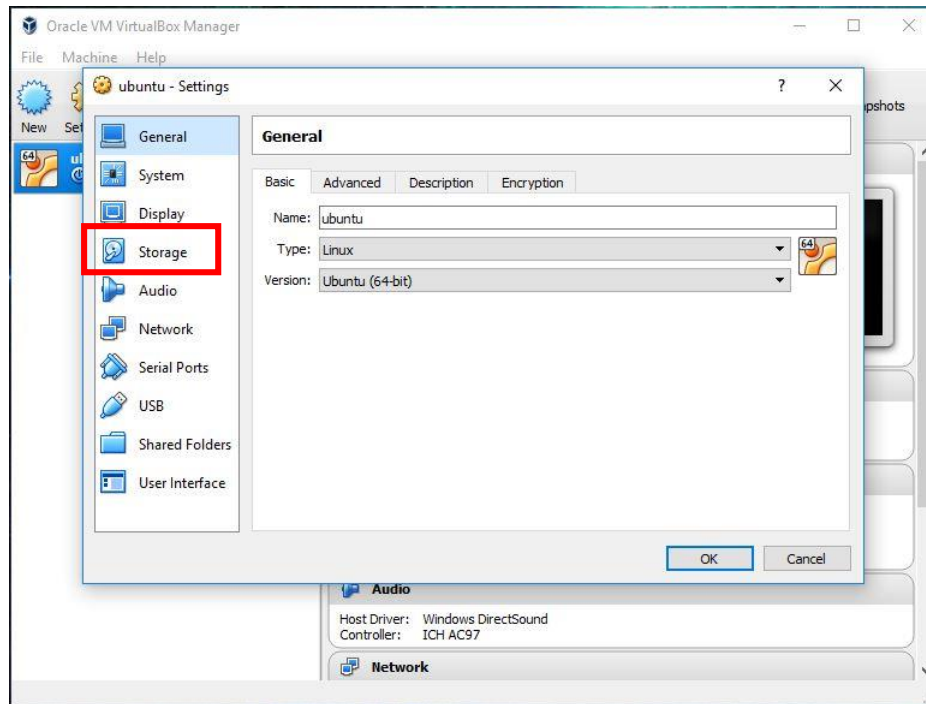 Oracle VM VirtualBox Manager
File Machine Help
ubuntu - Settings
?
New
General
System
Display
Storage
Audio
Network
Serial Ports
USB
Shared Folders
User Interface
General
Basic Advanced Description Encryption
Name: ubuntu
Type: Linux
64
Version: Ubuntu (64-bit)
OK Cancel
64
Audio
Host Driver: Windows DirectSound
Controller: ICH AC97
Network